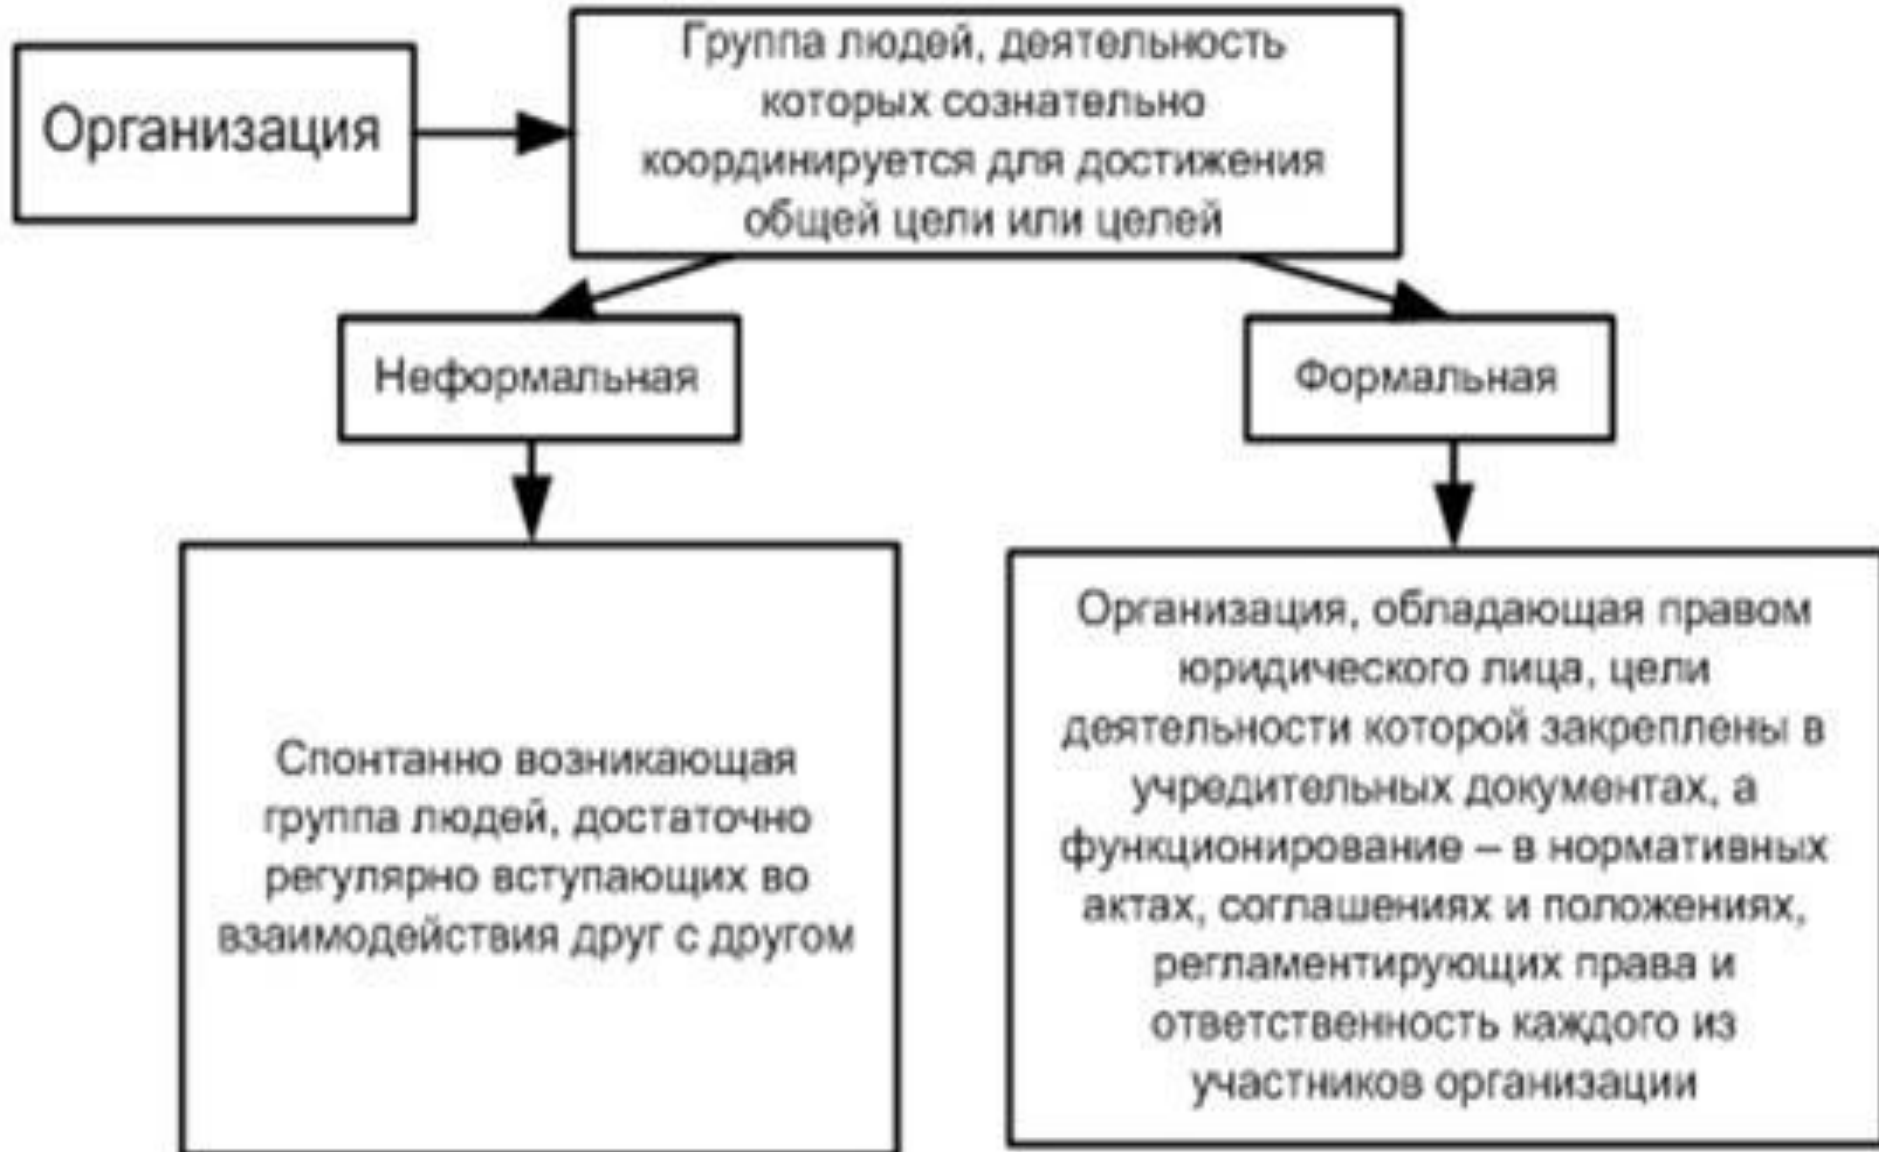 Организация
Группа людей, деятельность
которых сознательно
координируется для достижения
общей цели или целей
Неформальная
Формальная
Спонтанно возникающая
группа людей, достаточно
регулярно вступающих во
взаимодействия друг с другом
Организация, обладающая правом
юридического лица, цели
деятельности которой закреплены в
учредительных документах, а
функционирование – в нормативных
актах, соглашениях и положениях,
регламентирующих права и
ответственность каждого из
участников организации